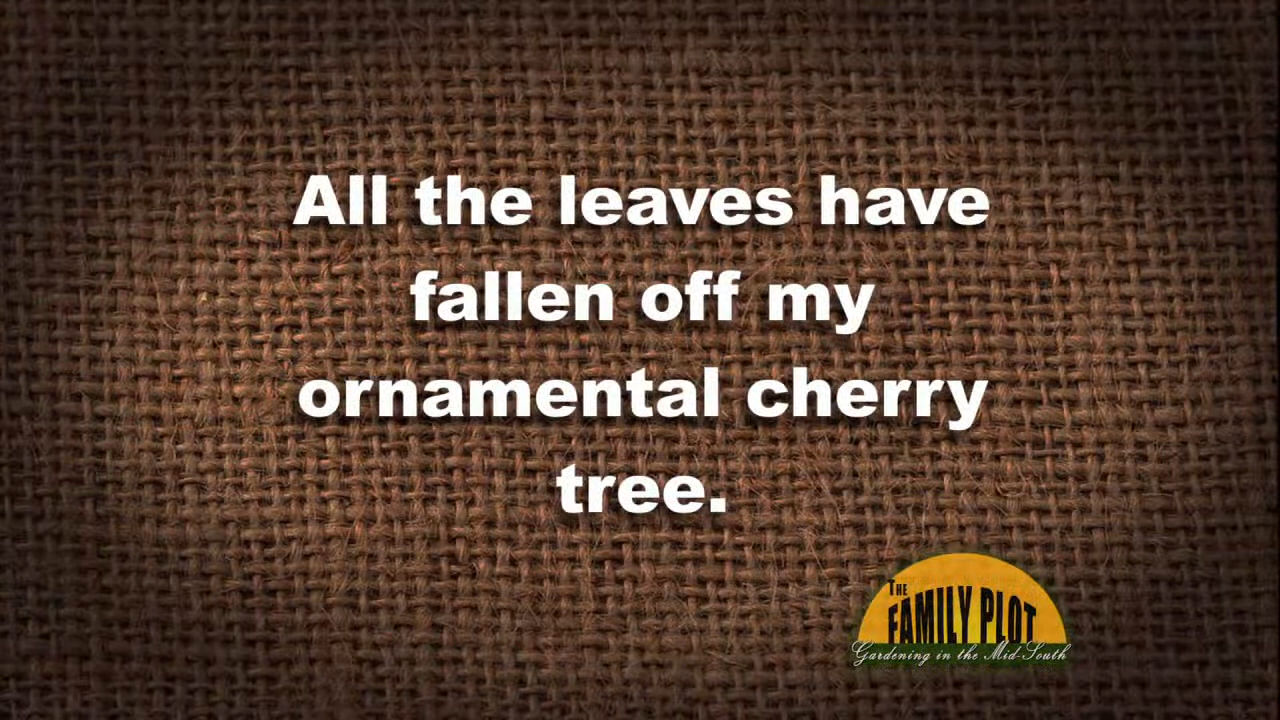 All the leaves have
fallen off my
ornamental cherry
tree.
THE
FAMILY PLOT
Gardening in the Mid-South